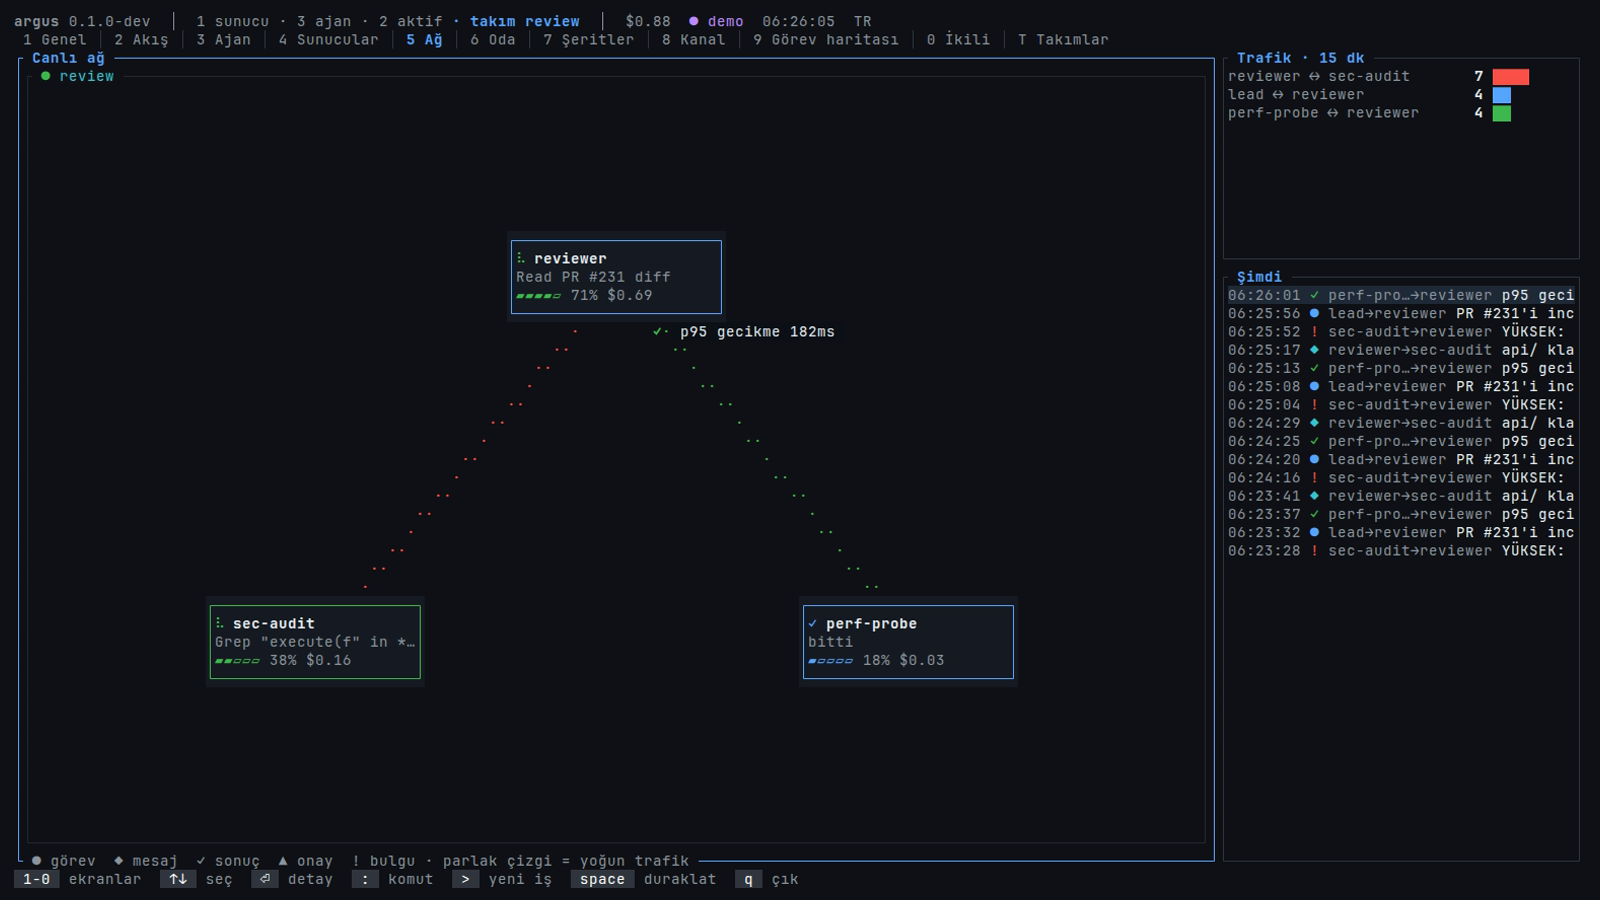 argus 0.1.0-dev │ 1 sunucu · 3 ajan · 2 aktif · takım review │ $0.88 ● demo 06:26:05 TR
1 Genel │ 2 Akış │ 3 Ajan │ 4 Sunucular │ 5 Ağ │ 6 Oda │ 7 Şeritler │ 8 Kanal │ 9 Görev haritası │ 0 İkili │ T Takımlar
Canlı ağ
● review
reviewer
Read PR #231 diff
71% $0.69
✓· p95 gecikme 182ms
sec-audit
Grep "execute(f" in *…
38% $0.16
✓ perf-probe
bitti
18% $0.03
● görev ◆ mesaj ✓ sonuç ▲ onay ! bulgu · parlak çizgi = yoğun trafik
Trafik · 15 dk
reviewer ↔ sec-audit 7
lead ↔ reviewer 4
perf-probe ↔ reviewer 4
Şimdi
06:26:01 ✓ perf-pro…→reviewer p95 geci
06:25:56 ● lead→reviewer PR #231'i inc
06:25:52 ! sec-audit→reviewer YÜKSEK:
06:25:17 ◆ reviewer→sec-audit api/ kla
06:25:13 ✓ perf-pro…→reviewer p95 geci
06:25:08 ● lead→reviewer PR #231'i inc
06:25:04 ! sec-audit→reviewer YÜKSEK:
06:24:29 ◆ reviewer→sec-audit api/ kla
06:24:25 ✓ perf-pro…→reviewer p95 geci
06:24:20 ● lead→reviewer PR #231'i inc
06:24:16 ! sec-audit→reviewer YÜKSEK:
06:23:41 ◆ reviewer→sec-audit api/ kla
06:23:37 ✓ perf-pro…→reviewer p95 geci
06:23:32 ● lead→reviewer PR #231'i inc
06:23:28 ! sec-audit→reviewer YÜKSEK:
1-0 ekranlar ↑↓ seç ⏎ detay : komut > yeni iş space duraklat q çık